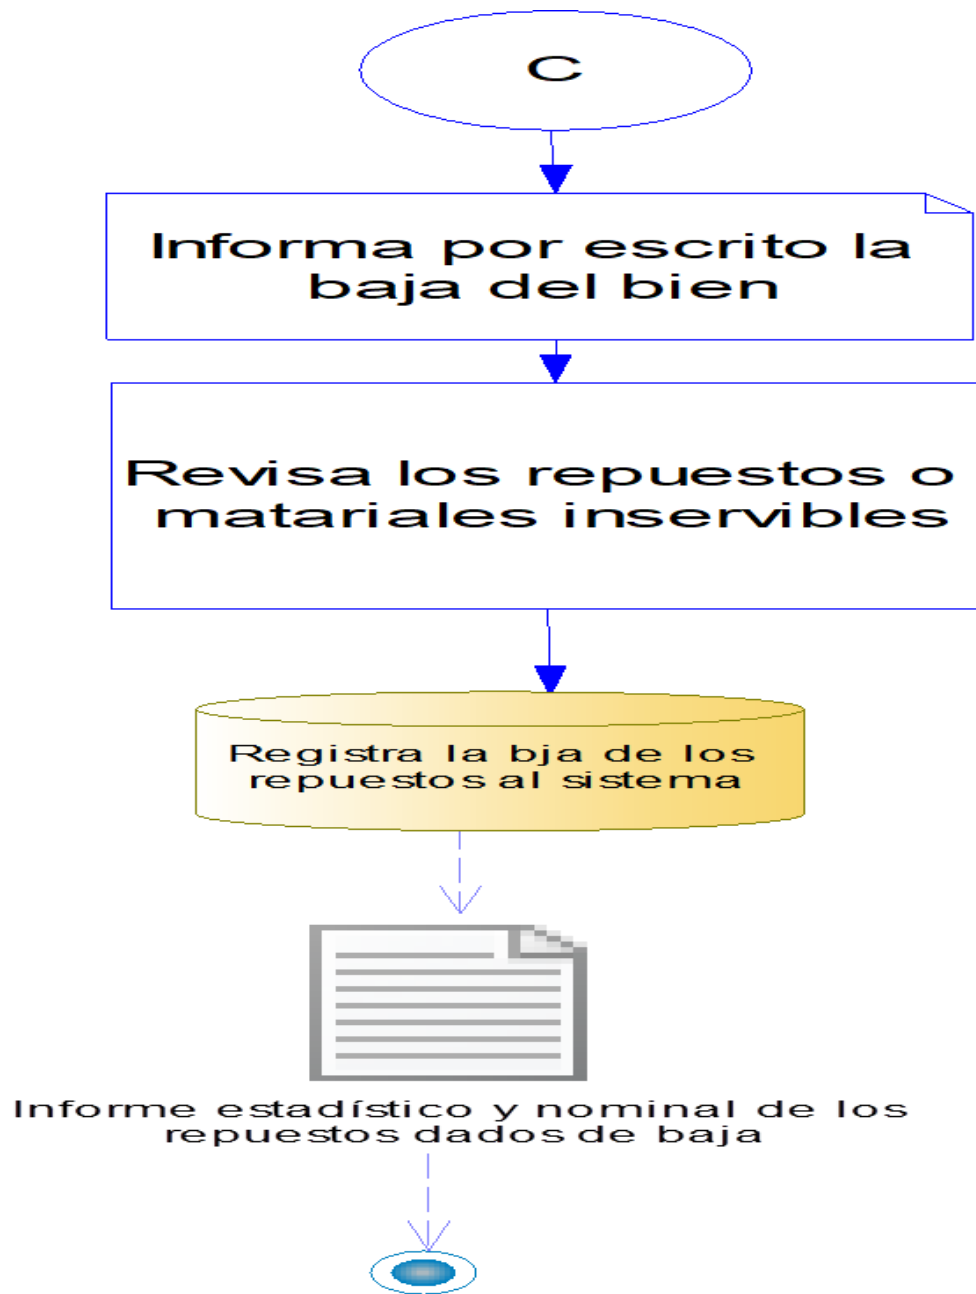 C
Informa por escrito la
baja del bien
Revisa los repuestos o
matariales inservibles
Registra la bja de los
repuestos al sistema
Informe estadístico y nominal de los
repuestos dados de baja